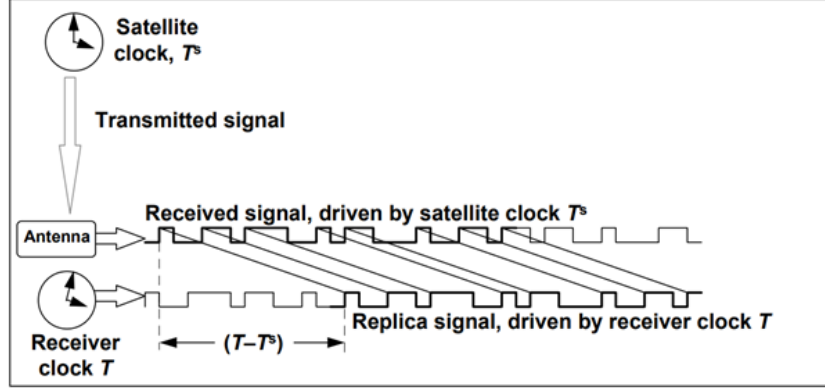 Satellite
clock, Tˢ
Transmitted signal
Received signal, driven by satellite clock Tˢ
Antenna
Replica signal, driven by receiver clock T
(T–Tˢ)
Receiver
clock T